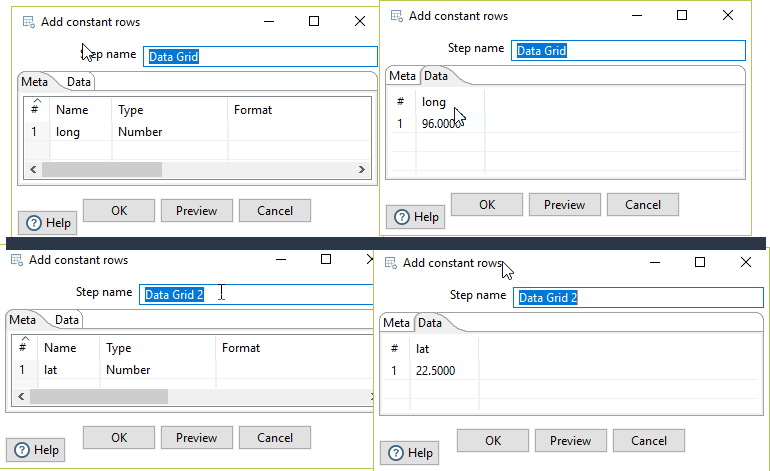 Add constant rows
Step name Data Grid
Meta Data
# Name Type Format
1 long Number
Help OK Preview Cancel
Add constant rows
Step name Data Grid
Meta Data
# long
1 96.0000
Help OK Preview Cancel
Add constant rows
Step name Data Grid 2
Meta Data
# Name Type Format
1 lat Number
Help OK Preview Cancel
Add constant rows
Step name Data Grid 2
Meta Data
# lat
1 22.5000
Help OK Preview Cancel